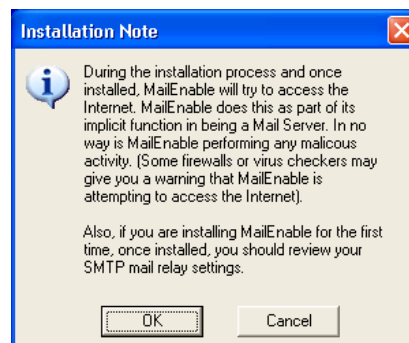 Installation Note
During the installation process and once
installed, MailEnable will try to access the
Internet. MailEnable does this as part of its
implicit function in being a Mail Server. In no
way is MailEnable performing any malicous
activity. (Some firewalls or virus checkers may
give you a warning that MailEnable is
attempting to access the Internet).
Also, if you are installing MailEnable for the first
time, once installed, you should review your
SMTP mail relay settings.
OK Cancel